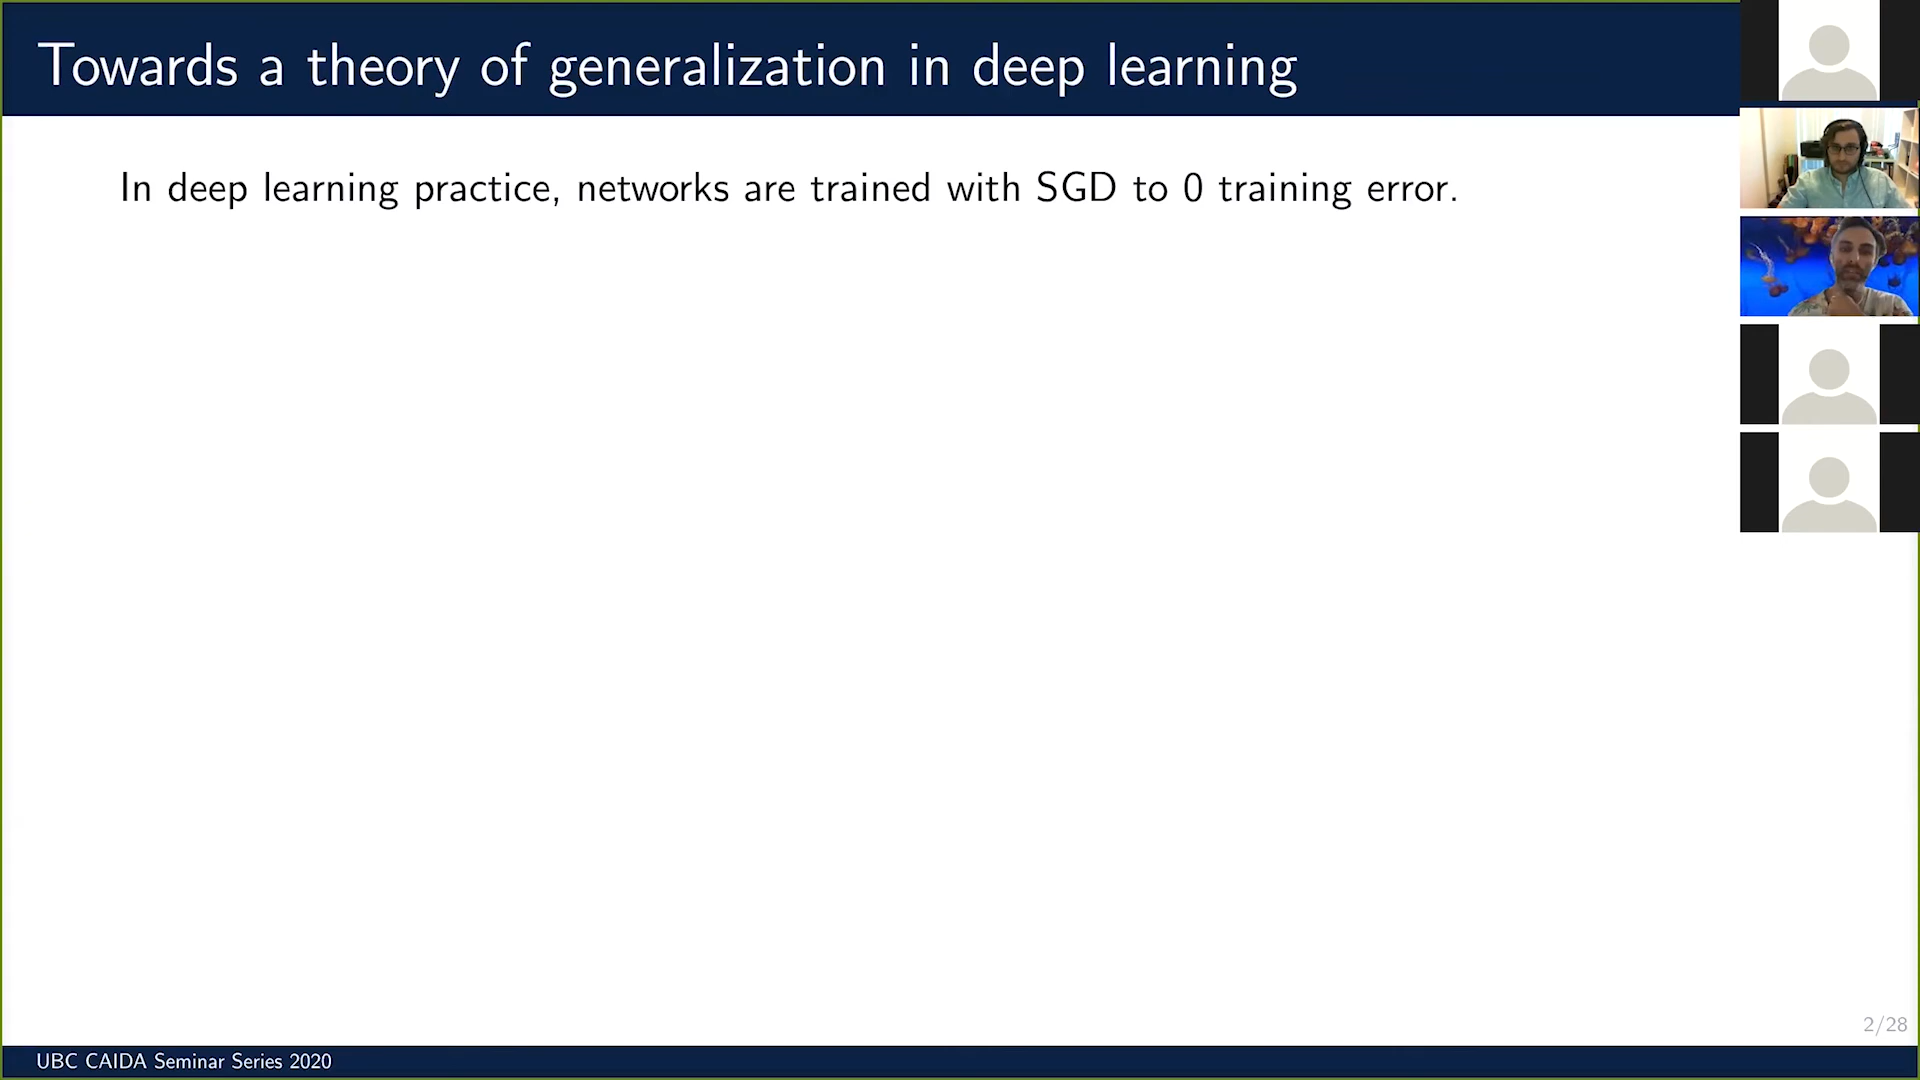 Towards a theory of generalization in deep learning
In deep learning practice, networks are trained with SGD to 0 training error.
2/28
UBC CAIDA Seminar Series 2020